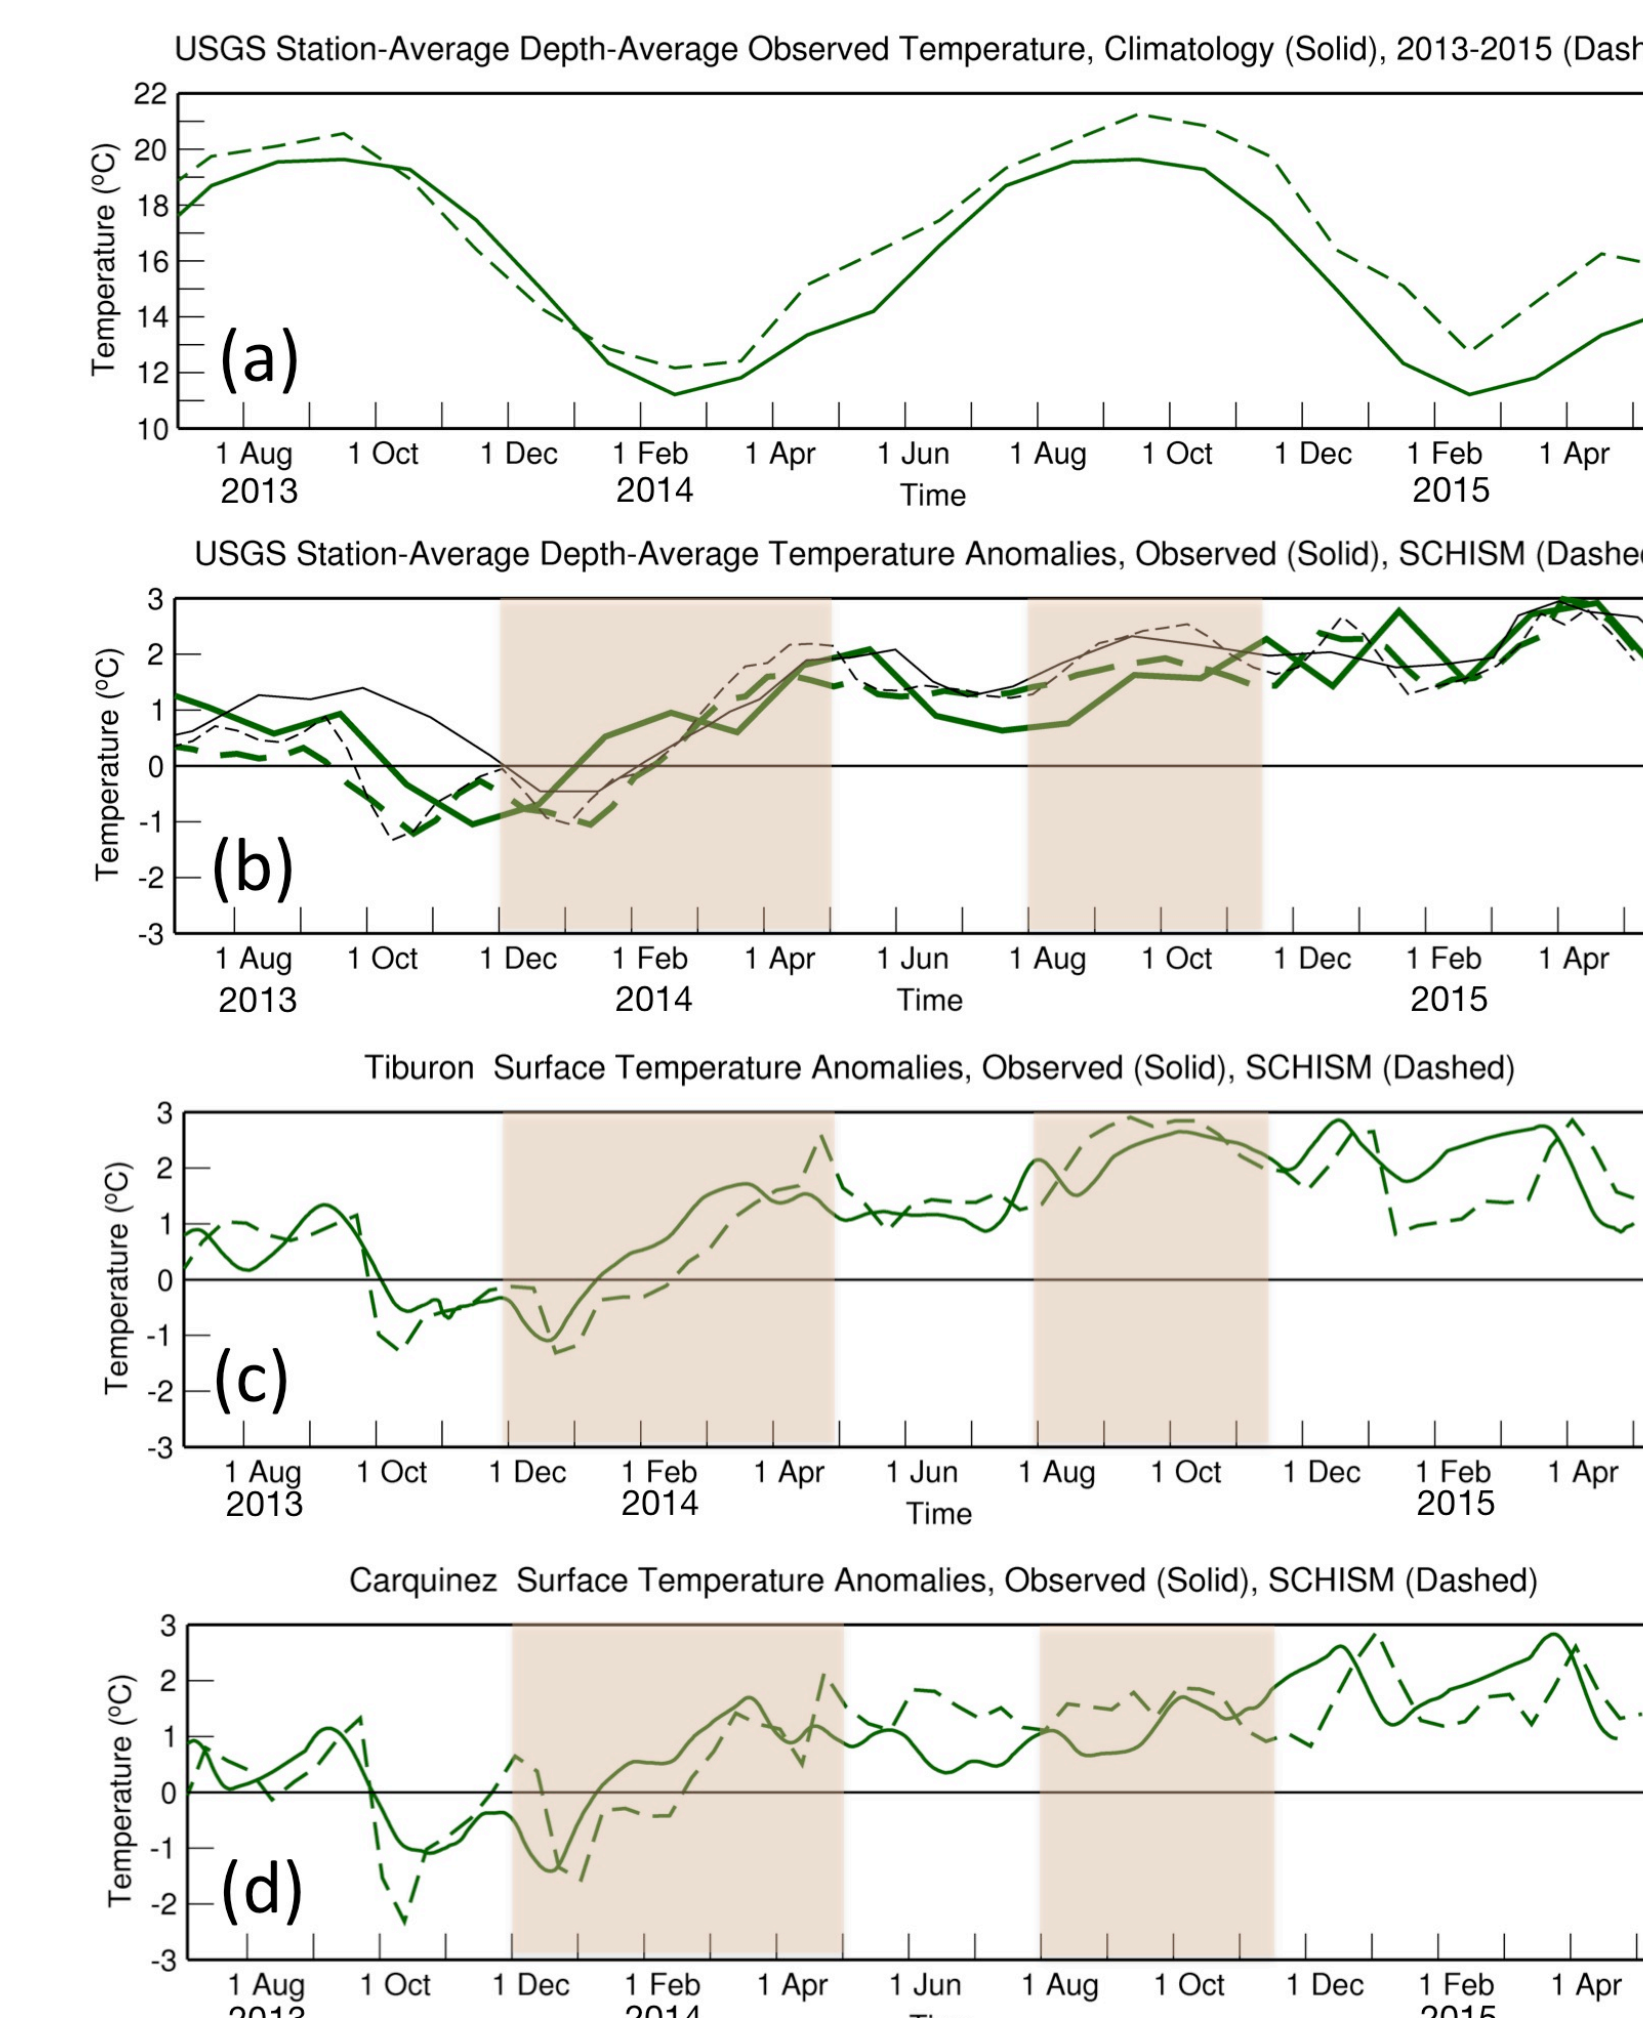 USGS Station-Average Depth-Average Observed Temperature, Climatology (Solid), 2013-2015 (Dash
Temperature (ºC)
22
20
18
16
14
12
10
(a)
1 Aug 1 Oct 1 Dec 1 Feb 1 Apr 1 Jun 1 Aug 1 Oct 1 Dec 1 Feb 1 Apr
2013 2014 Time 2015
USGS Station-Average Depth-Average Temperature Anomalies, Observed (Solid), SCHISM (Dashed
Temperature (ºC)
3
2
1
0
-1
-2
-3
(b)
1 Aug 1 Oct 1 Dec 1 Feb 1 Apr 1 Jun 1 Aug 1 Oct 1 Dec 1 Feb 1 Apr
2013 2014 Time 2015
Tiburon Surface Temperature Anomalies, Observed (Solid), SCHISM (Dashed)
Temperature (ºC)
3
2
1
0
-1
-2
-3
(c)
1 Aug 1 Oct 1 Dec 1 Feb 1 Apr 1 Jun 1 Aug 1 Oct 1 Dec 1 Feb 1 Apr
2013 2014 Time 2015
Carquinez Surface Temperature Anomalies, Observed (Solid), SCHISM (Dashed)
Temperature (ºC)
3
2
1
0
-1
-2
-3
(d)
1 Aug 1 Oct 1 Dec 1 Feb 1 Apr 1 Jun 1 Aug 1 Oct 1 Dec 1 Feb 1 Apr
2013 2014 Time 2015